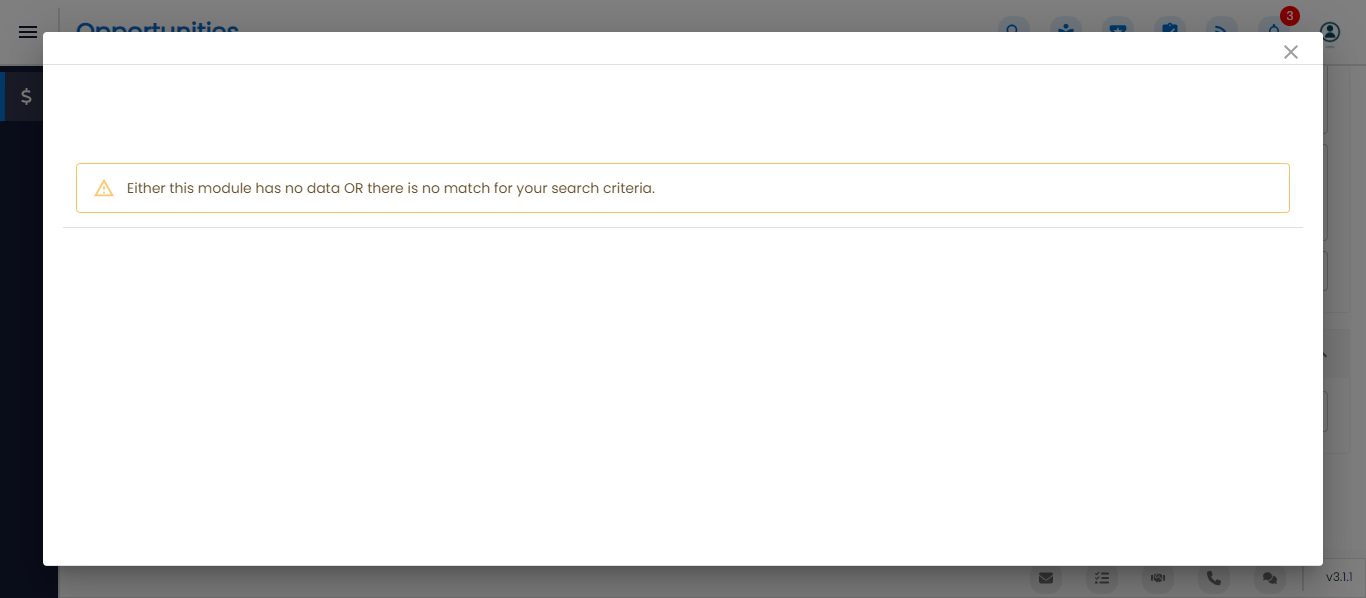 Opportunities
3
$
Either this module has no data OR there is no match for your search criteria.
v3.1.1